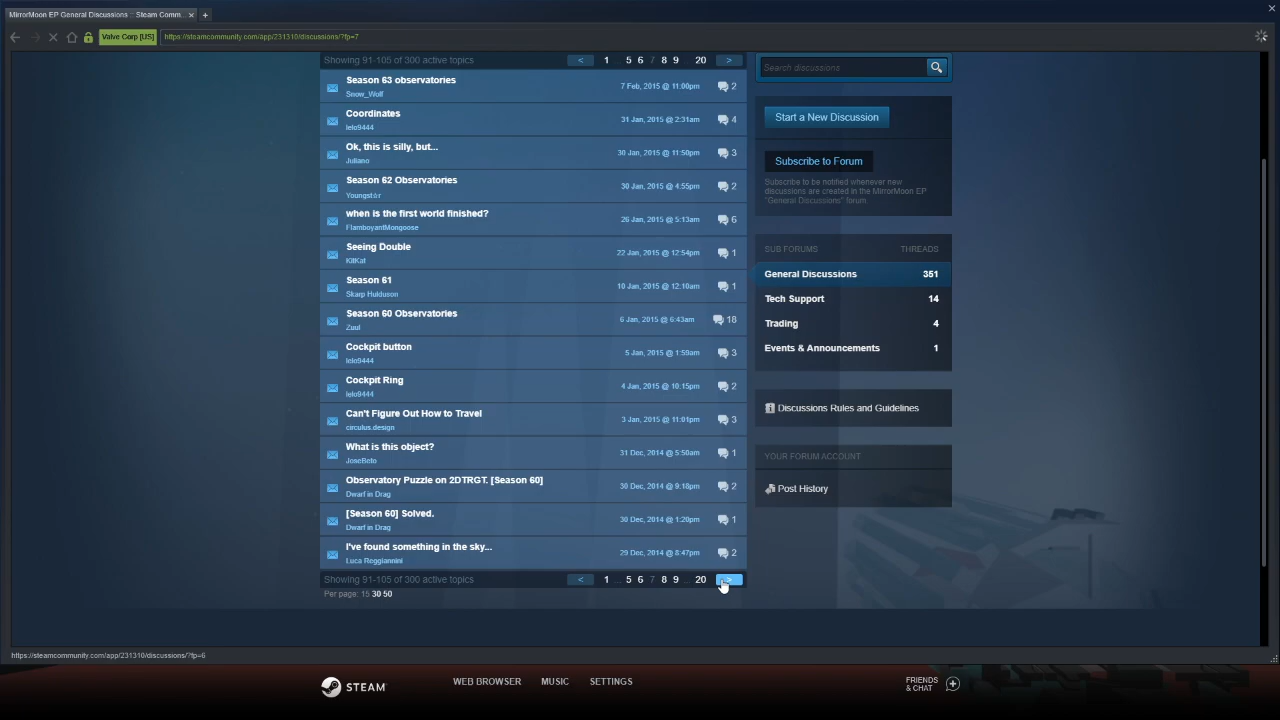 MirrorMoon EP General Discussions :: Steam Comm...
Valve Corp [US] https://steamcommunity.com/app/231310/discussions/?fp=7
Showing 91-105 of 300 active topics < 1 ... 5 6 7 8 9 ... 20 >
Season 63 observatories 7 Feb, 2015 @ 11:00pm 2
Snow_Wolf
Coordinates 31 Jan, 2015 @ 2:31am 4
lelo9444
Ok, this is silly, but... 30 Jan, 2015 @ 11:50pm 3
Juliano
Season 62 Observatories 30 Jan, 2015 @ 4:55pm 2
Youngst☆r
when is the first world finished? 26 Jan, 2015 @ 5:13am 6
FlamboyantMongoose
Seeing Double 22 Jan, 2015 @ 12:54pm 1
KitKat
Season 61 10 Jan, 2015 @ 12:10am 1
Skarp Hulduson
Season 60 Observatories 6 Jan, 2015 @ 6:43am 18
Zuul
Cockpit button 5 Jan, 2015 @ 1:59am 3
lelo9444
Cockpit Ring 4 Jan, 2015 @ 10:15pm 2
lelo9444
Can't Figure Out How to Travel 3 Jan, 2015 @ 11:01pm 3
circulus.design
What is this object? 31 Dec, 2014 @ 5:50am 1
JoseBeto
Observatory Puzzle on 2DTRGT. [Season 60] 30 Dec, 2014 @ 9:18pm 2
Dwarf in Drag
[Season 60] Solved. 30 Dec, 2014 @ 1:20pm 1
Dwarf in Drag
I've found something in the sky... 29 Dec, 2014 @ 8:47pm 2
Luca Reggiannini
Showing 91-105 of 300 active topics < 1 ... 5 6 7 8 9 ... 20 >
Per page: 15 30 50
Search discussions
Start a New Discussion
Subscribe to Forum
Subscribe to be notified whenever new
discussions are created in the MirrorMoon EP
"General Discussions" forum.
SUB FORUMS THREADS
General Discussions 351
Tech Support 14
Trading 4
Events & Announcements 1
Discussions Rules and Guidelines
YOUR FORUM ACCOUNT
Post History
https://steamcommunity.com/app/231310/discussions/?fp=6
STEAM WEB BROWSER MUSIC SETTINGS FRIENDS
& CHAT